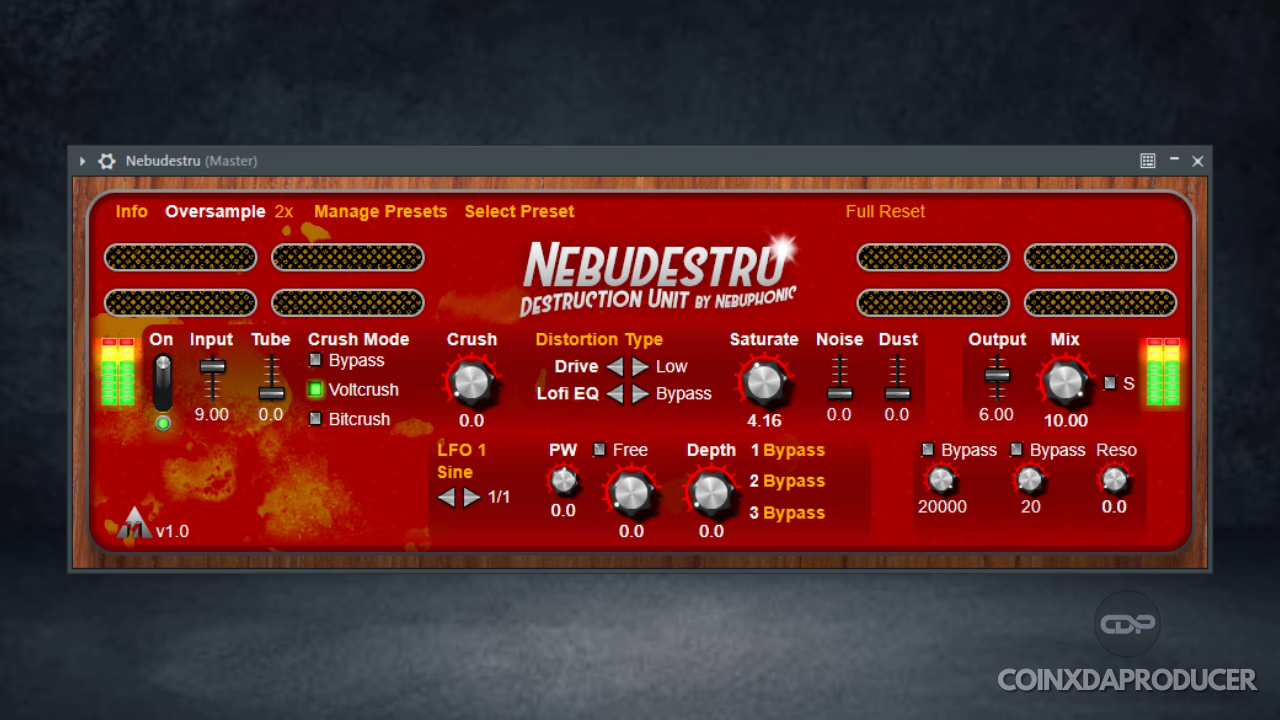 Nebudestru (Master)
Info Oversample 2x Manage Presets Select Preset Full Reset
NEBUDESTRU
DESTRUCTION UNIT BY NEBUPHONIC
On Input Tube Crush Mode Crush Distortion Type Saturate Noise Dust Output Mix
Bypass Drive Low
Voltcrush Lofi EQ Bypass S
9.00 0.0 Bitcrush 0.0 4.16 0.0 0.0 6.00 10.00
LFO 1 PW Free Depth 1 Bypass Bypass Bypass Reso
Sine 2 Bypass
1/1 0.0 3 Bypass 20000 20 0.0
v1.0 0.0 0.0
CDP
COINXDAPRODUCER